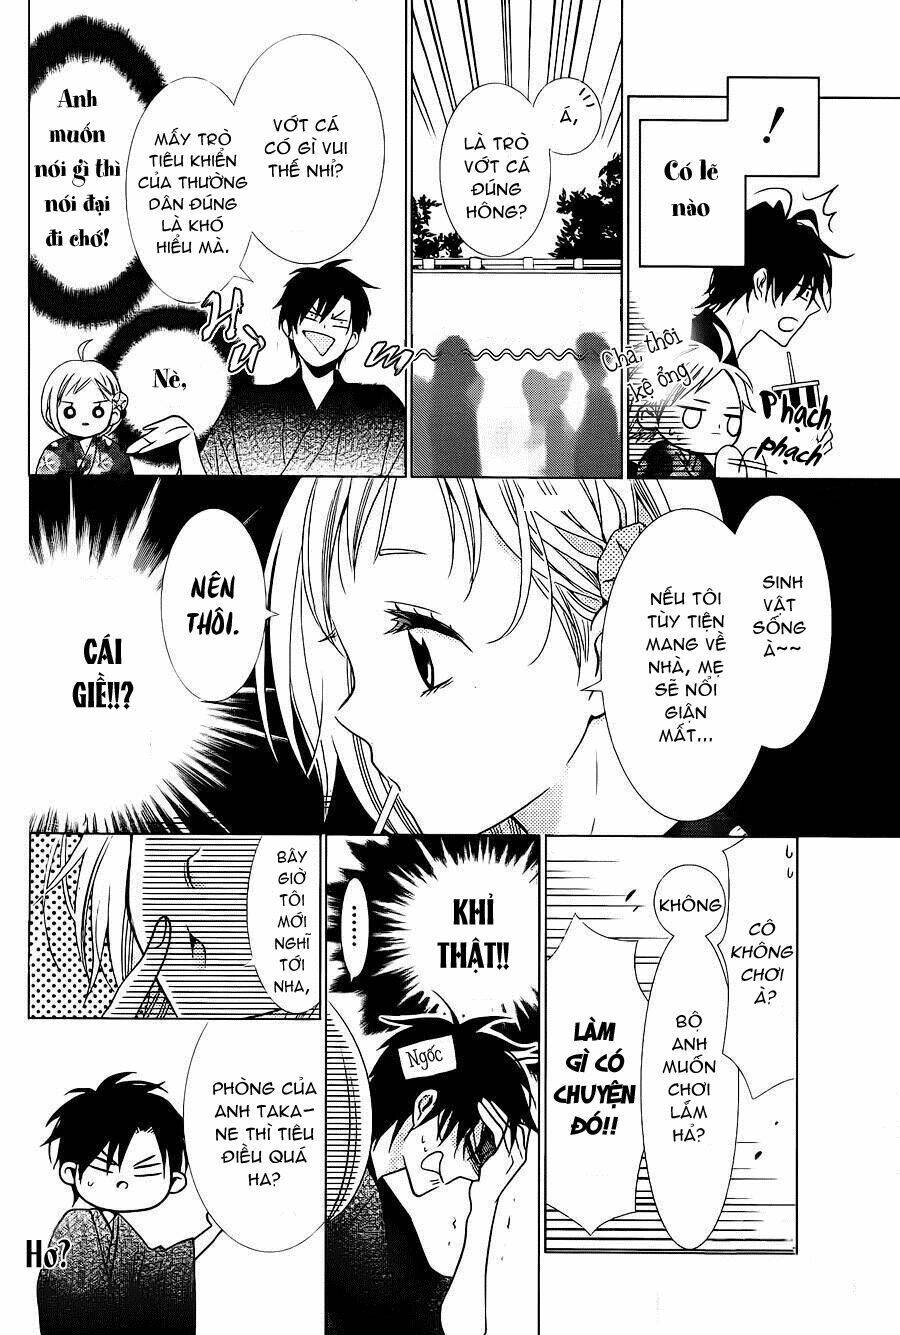 !
Có lẽ
nào
Chà, thôi
kệ ổng
Phạch
phạch
Á,
LÀ TRÒ
VỚT CÁ
ĐÚNG
HÔNG?
VỚT CÁ
CÓ GÌ VUI
THẾ NHỈ?
MẤY TRÒ
TIÊU KHIỂN
CỦA THƯỜNG
DÂN ĐÚNG
LÀ KHÓ
HIỂU MÀ.
Hừ
m
Anh
muốn
nói gì thì
nói đại
đi chớ!
Nè,
SINH
VẬT
SỐNG
À~~
NẾU TÔI
TÙY TIỆN
MANG VỀ
NHÀ, MẸ
SẼ NỔI
GIẬN
MẤT...
NÊN
THÔI.
CÁI
GIỀ!!?
CÔ
KHÔNG
CHƠI
À?
KHÔNG
BỘ
ANH
MUỐN
CHƠI
LẮM
HẢ?
LÀM
GÌ CÓ
CHUYỆN
ĐÓ!!
KHỈ
THẬT!!
......
Ngốc
BÂY
GIỜ
TÔI
MỚI
NGHĨ
TỚI
NHA,
PHÒNG CỦA
ANH TAKA-
NE THÌ TIÊU
ĐIỀU QUÁ
HA?
Hơ?